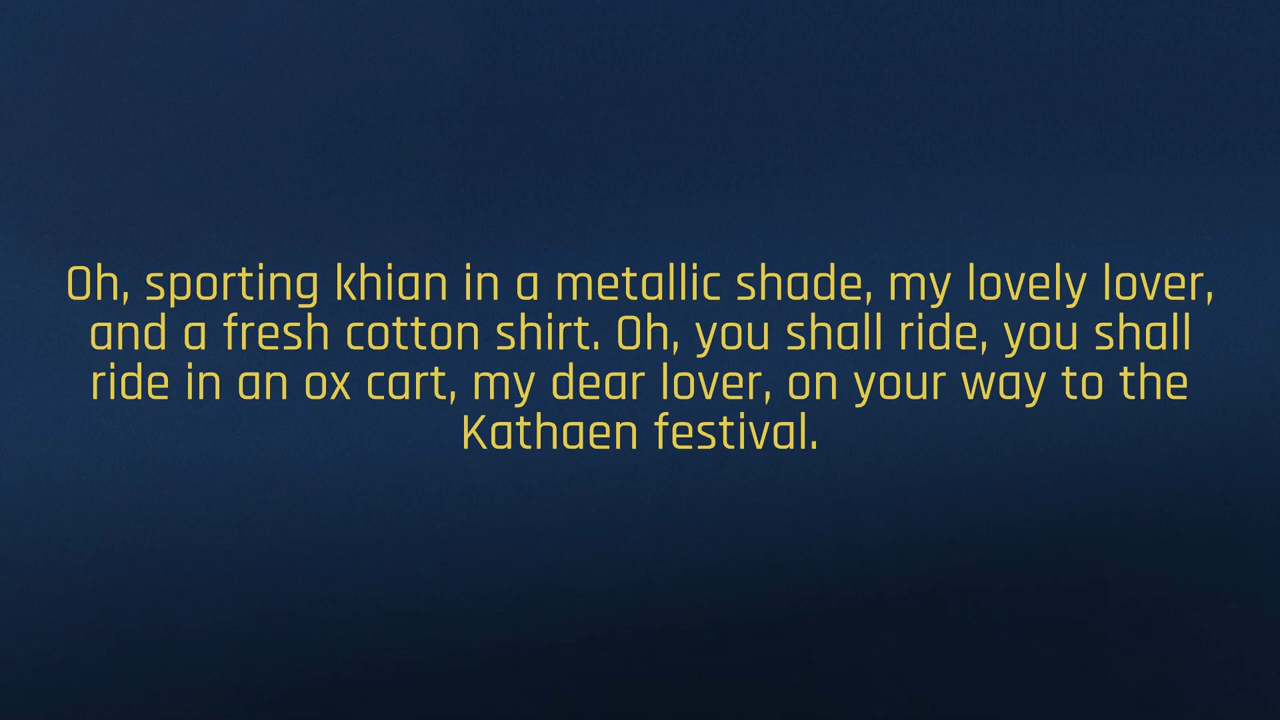 Oh, sporting khian in a metallic shade, my lovely lover,
and a fresh cotton shirt. Oh, you shall ride, you shall
ride in an ox cart, my dear lover, on your way to the
Kathaen festival.